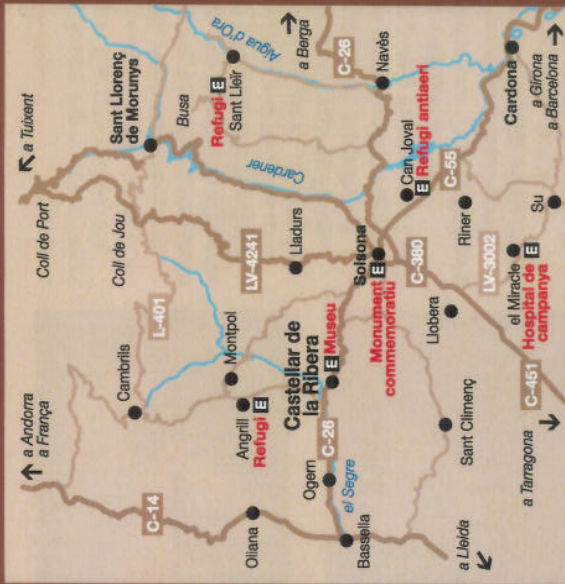 a Andorra
a França
Coll de Port
a Tuixent
C-14
Cambrils
L-401
Coll de Jou
Sant Llorenç
de Morunys
Busa
Aigua d'Ora
Refugi E
Sant Lleïr
a Berga
C-26
Navès
Cardener
LV-4241
Lladurs
Oliana
Angrill
Refugi E
Montpol
Castellar de
la Ribera
E Museu
Ogern
C-26
el Segre
Bassella
a Lleida
Solsona
E
Monument
commemoratiu
Can Joval
E Refugi antiaeri
C-55
Cardona
a Girona
a Barcelona
C-380
Riner
Llobera
LV-3002
Su
el Miracle
E
Hospital de
campanya
Sant Climenç
C-451
a Tarragona